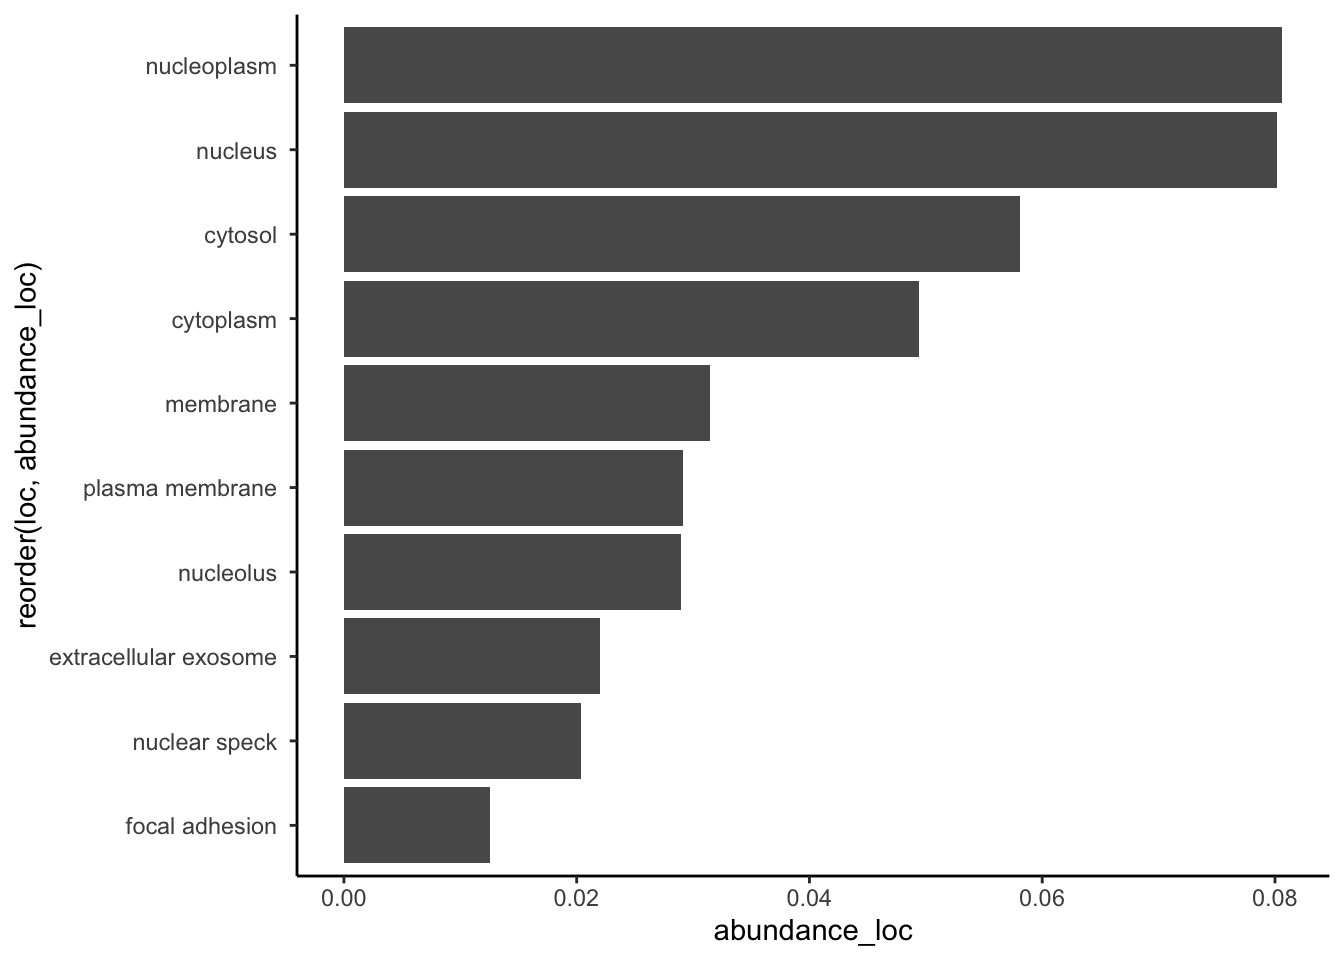 reorder(loc, abundance_loc)
nucleoplasm
nucleus
cytosol
cytoplasm
membrane
plasma membrane
nucleolus
extracellular exosome
nuclear speck
focal adhesion
0.00 0.02 0.04 0.06 0.08
abundance_loc